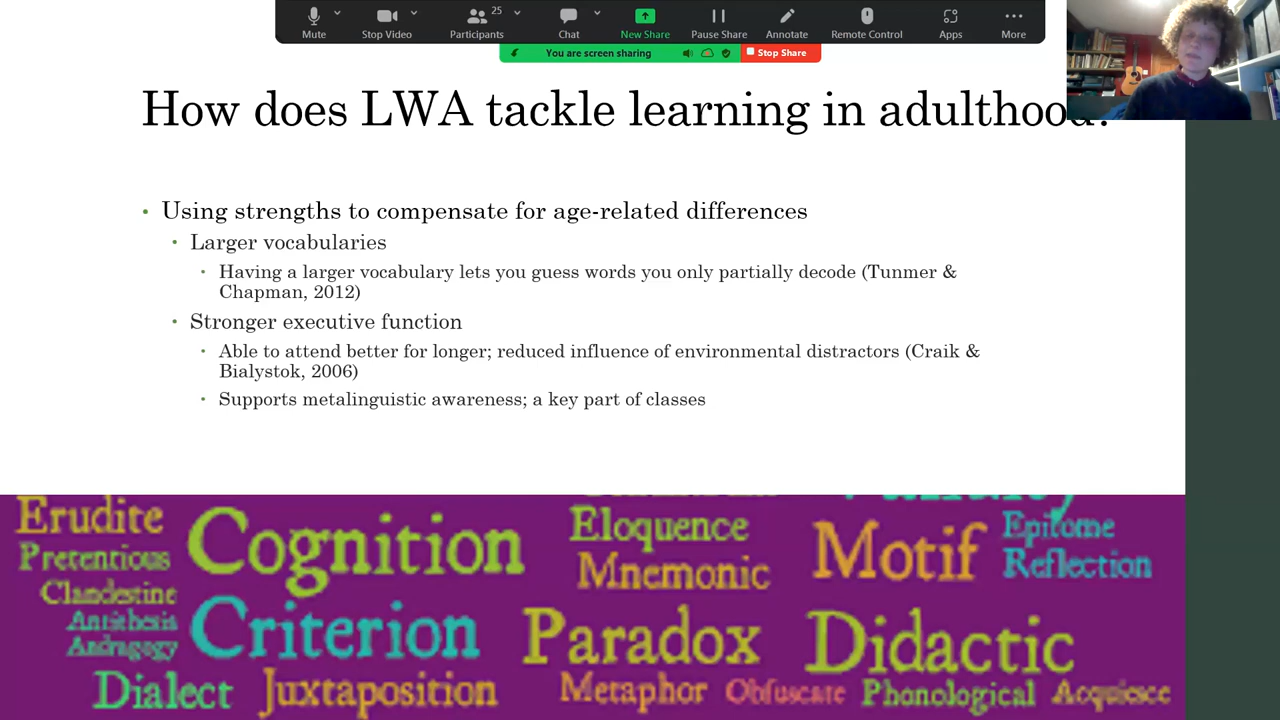 25
Mute
Stop Video
Participants
Chat
New Share
Pause Share
Annotate
Remote Control
Apps
More
You are screen sharing
Stop Share
How does LWA tackle learning in adulthood?
• Using strengths to compensate for age-related differences
• Larger vocabularies
• Having a larger vocabulary lets you guess words you only partially decode (Tunmer &
Chapman, 2012)
• Stronger executive function
• Able to attend better for longer; reduced influence of environmental distractors (Craik &
Bialystok, 2006)
• Supports metalinguistic awareness; a key part of classes
Erudite
Pretentious
Clandestine
Antithesis
Andragogy
Cognition
Criterion
Dialect
Juxtaposition
Eloquence
Mnemonic
Paradox
Metaphor
Obfuscate
Motif
Epitome
Reflection
Didactic
Phonological
Acquiesce